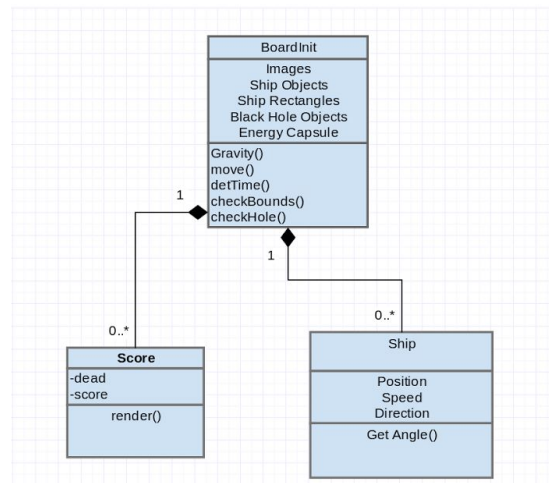 BoardInit
Images
Ship Objects
Ship Rectangles
Black Hole Objects
Energy Capsule
Gravity()
move()
detTime()
checkBounds()
checkHole()
1
1
0..*
0..*
Score
-dead
-score
render()
Ship
Position
Speed
Direction
Get Angle()